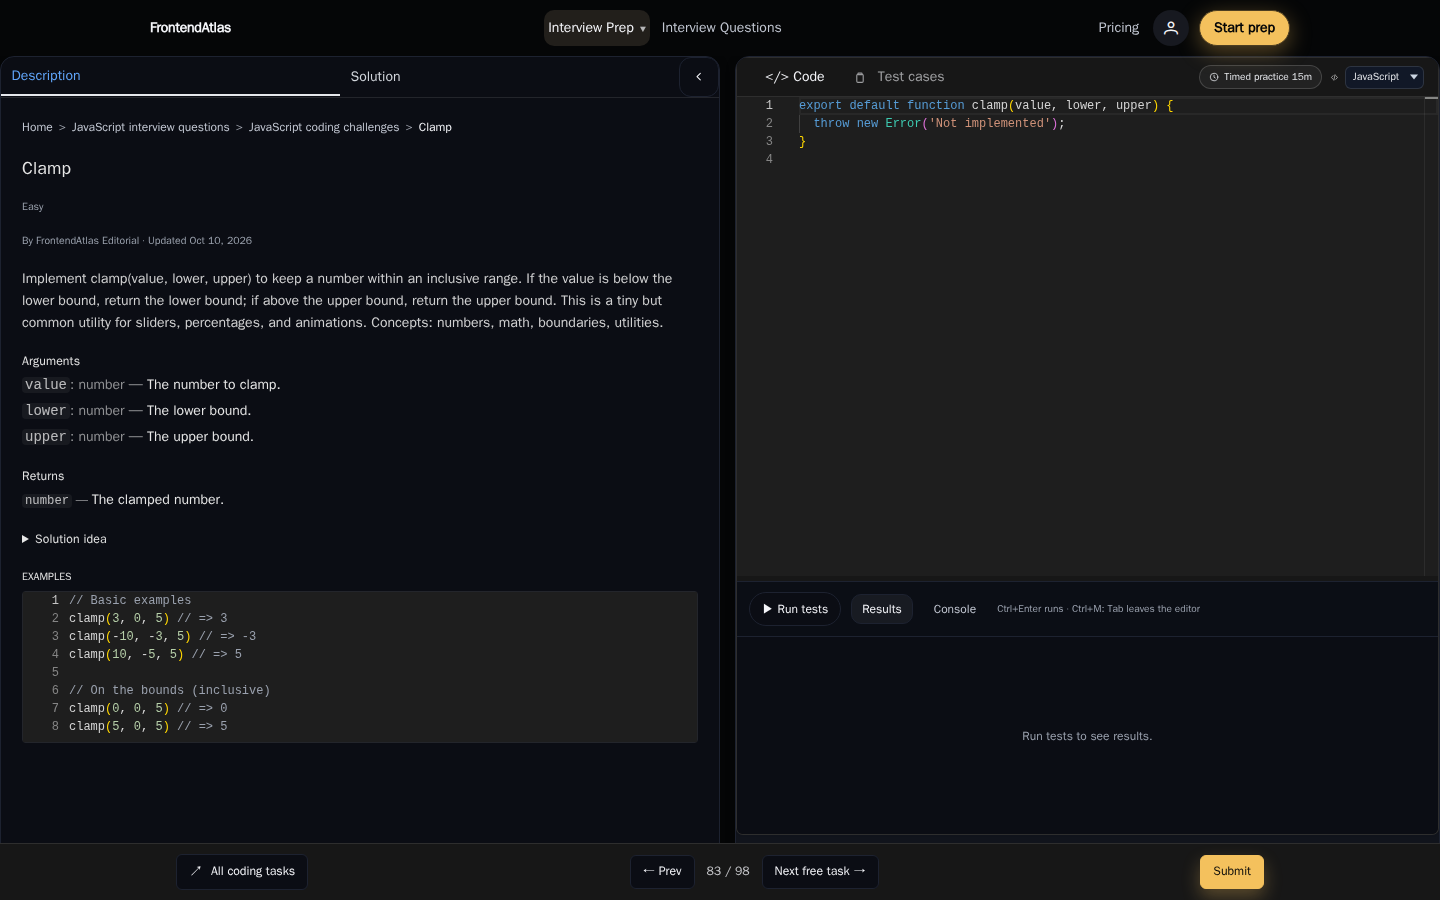 FrontendAtlas
Interview Prep ▾
Interview Questions
Pricing
Start prep
Description
Solution
Home > JavaScript interview questions > JavaScript coding challenges > Clamp
Clamp
Easy
By FrontendAtlas Editorial · Updated Oct 10, 2026
Implement clamp(value, lower, upper) to keep a number within an inclusive range. If the value is below the
lower bound, return the lower bound; if above the upper bound, return the upper bound. This is a tiny but
common utility for sliders, percentages, and animations. Concepts: numbers, math, boundaries, utilities.
Arguments
value : number — The number to clamp.
lower : number — The lower bound.
upper : number — The upper bound.
Returns
number — The clamped number.
▶ Solution idea
EXAMPLES
1 // Basic examples
2 clamp(3, 0, 5) // => 3
3 clamp(-10, -3, 5) // => -3
4 clamp(10, -5, 5) // => 5
5
6 // On the bounds (inclusive)
7 clamp(0, 0, 5) // => 0
8 clamp(5, 0, 5) // => 5
</> Code
Test cases
Timed practice 15m
JavaScript
1 export default function clamp(value, lower, upper) {
2   throw new Error('Not implemented');
3 }
4
▶ Run tests
Results
Console
Ctrl+Enter runs · Ctrl+M: Tab leaves the editor
Run tests to see results.
↗ All coding tasks
← Prev
83 / 98
Next free task →
Submit